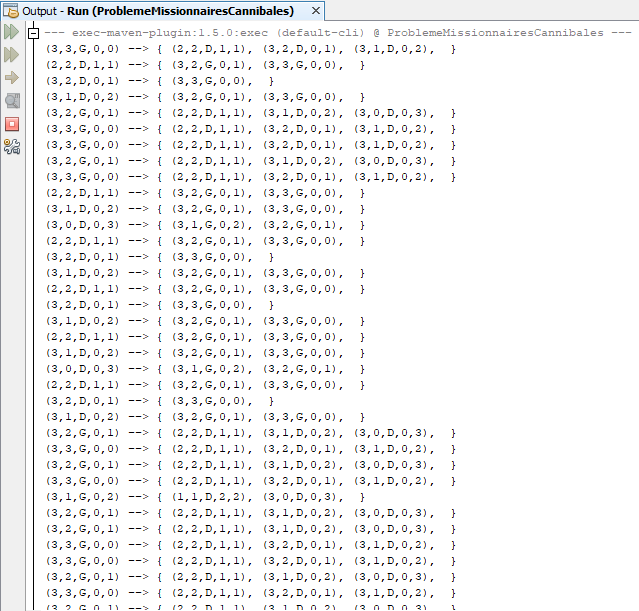 Output - Run (ProblemeMissionnairesCannibales) ×
--- exec-maven-plugin:1.5.0:exec (default-cli) @ ProblemeMissionnairesCannibales ---
(3,3,G,0,0) --> { (2,2,D,1,1), (3,2,D,0,1), (3,1,D,0,2),  }
(2,2,D,1,1) --> { (3,2,G,0,1), (3,3,G,0,0),  }
(3,2,D,0,1) --> { (3,3,G,0,0),  }
(3,1,D,0,2) --> { (3,2,G,0,1), (3,3,G,0,0),  }
(3,2,G,0,1) --> { (2,2,D,1,1), (3,1,D,0,2), (3,0,D,0,3),  }
(3,3,G,0,0) --> { (2,2,D,1,1), (3,2,D,0,1), (3,1,D,0,2),  }
(3,3,G,0,0) --> { (2,2,D,1,1), (3,2,D,0,1), (3,1,D,0,2),  }
(3,2,G,0,1) --> { (2,2,D,1,1), (3,1,D,0,2), (3,0,D,0,3),  }
(3,3,G,0,0) --> { (2,2,D,1,1), (3,2,D,0,1), (3,1,D,0,2),  }
(2,2,D,1,1) --> { (3,2,G,0,1), (3,3,G,0,0),  }
(3,1,D,0,2) --> { (3,2,G,0,1), (3,3,G,0,0),  }
(3,0,D,0,3) --> { (3,1,G,0,2), (3,2,G,0,1),  }
(2,2,D,1,1) --> { (3,2,G,0,1), (3,3,G,0,0),  }
(3,2,D,0,1) --> { (3,3,G,0,0),  }
(3,1,D,0,2) --> { (3,2,G,0,1), (3,3,G,0,0),  }
(2,2,D,1,1) --> { (3,2,G,0,1), (3,3,G,0,0),  }
(3,2,D,0,1) --> { (3,3,G,0,0),  }
(3,1,D,0,2) --> { (3,2,G,0,1), (3,3,G,0,0),  }
(2,2,D,1,1) --> { (3,2,G,0,1), (3,3,G,0,0),  }
(3,1,D,0,2) --> { (3,2,G,0,1), (3,3,G,0,0),  }
(3,0,D,0,3) --> { (3,1,G,0,2), (3,2,G,0,1),  }
(2,2,D,1,1) --> { (3,2,G,0,1), (3,3,G,0,0),  }
(3,2,D,0,1) --> { (3,3,G,0,0),  }
(3,1,D,0,2) --> { (3,2,G,0,1), (3,3,G,0,0),  }
(3,2,G,0,1) --> { (2,2,D,1,1), (3,1,D,0,2), (3,0,D,0,3),  }
(3,3,G,0,0) --> { (2,2,D,1,1), (3,2,D,0,1), (3,1,D,0,2),  }
(3,2,G,0,1) --> { (2,2,D,1,1), (3,1,D,0,2), (3,0,D,0,3),  }
(3,3,G,0,0) --> { (2,2,D,1,1), (3,2,D,0,1), (3,1,D,0,2),  }
(3,1,G,0,2) --> { (1,1,D,2,2), (3,0,D,0,3),  }
(3,2,G,0,1) --> { (2,2,D,1,1), (3,1,D,0,2), (3,0,D,0,3),  }
(3,2,G,0,1) --> { (2,2,D,1,1), (3,1,D,0,2), (3,0,D,0,3),  }
(3,3,G,0,0) --> { (2,2,D,1,1), (3,2,D,0,1), (3,1,D,0,2),  }
(3,3,G,0,0) --> { (2,2,D,1,1), (3,2,D,0,1), (3,1,D,0,2),  }
(3,2,G,0,1) --> { (2,2,D,1,1), (3,1,D,0,2), (3,0,D,0,3),  }
(3,3,G,0,0) --> { (2,2,D,1,1), (3,2,D,0,1), (3,1,D,0,2),  }
(3,2,G,0,1) --> { (2,2,D,1,1), (3,1,D,0,2), (3,0,D,0,3),  }